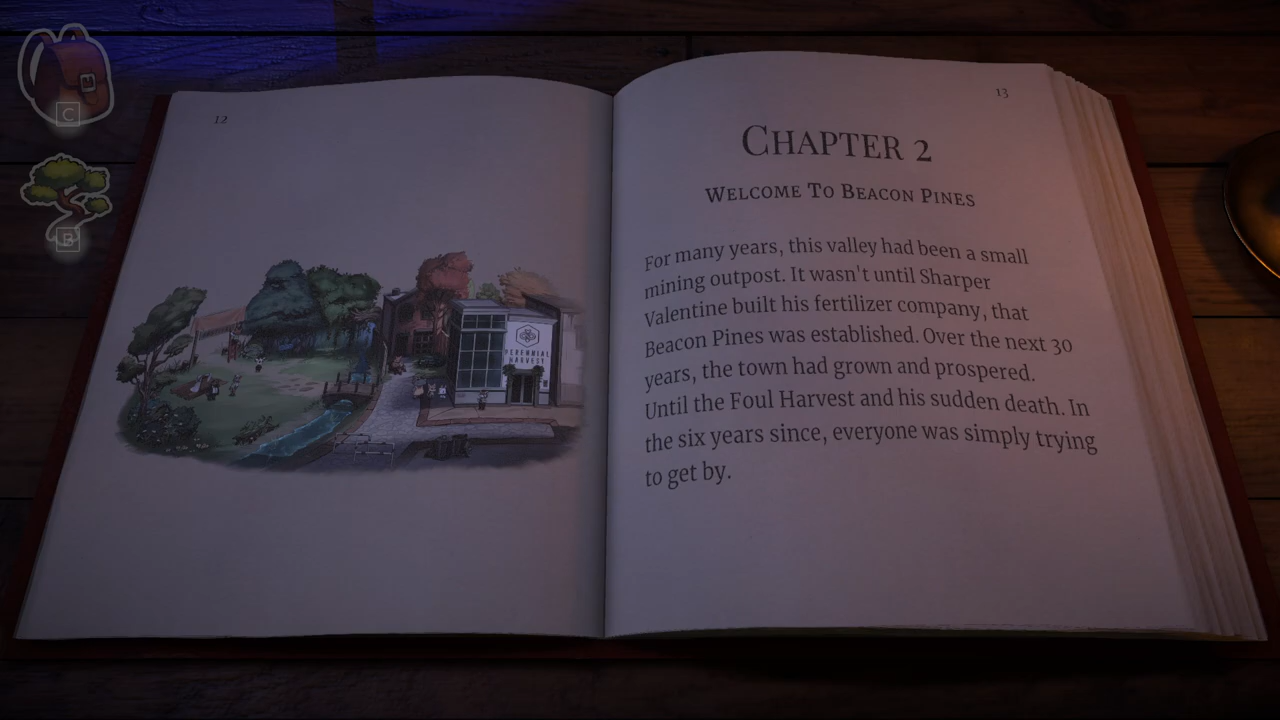 C
B
12
PERENNIAL
HARVEST
13
CHAPTER 2
WELCOME TO BEACON PINES
For many years, this valley had been a small
mining outpost. It wasn't until Sharper
Valentine built his fertilizer company, that
Beacon Pines was established. Over the next 30
years, the town had grown and prospered.
Until the Foul Harvest and his sudden death. In
the six years since, everyone was simply trying
to get by.